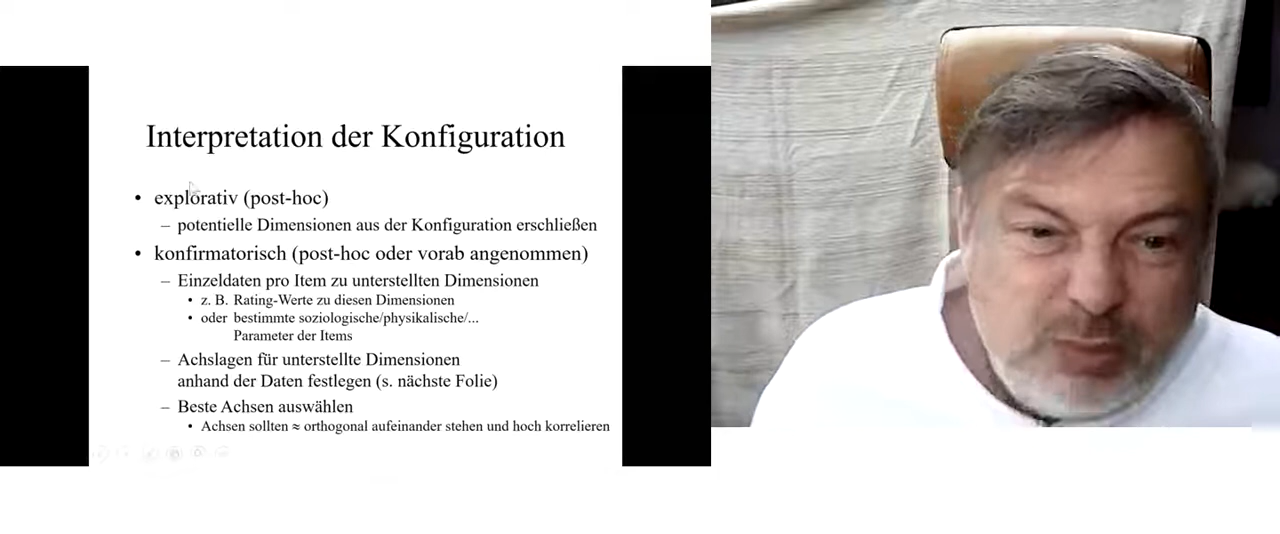 Interpretation der Konfiguration
• explorativ (post-hoc)
– potentielle Dimensionen aus der Konfiguration erschließen
• konfirmatorisch (post-hoc oder vorab angenommen)
– Einzeldaten pro Item zu unterstellten Dimensionen
• z. B. Rating-Werte zu diesen Dimensionen
• oder bestimmte soziologische/physikalische/...
Parameter der Items
– Achslagen für unterstellte Dimensionen
anhand der Daten festlegen (s. nächste Folie)
– Beste Achsen auswählen
• Achsen sollten ≈ orthogonal aufeinander stehen und hoch korrelieren